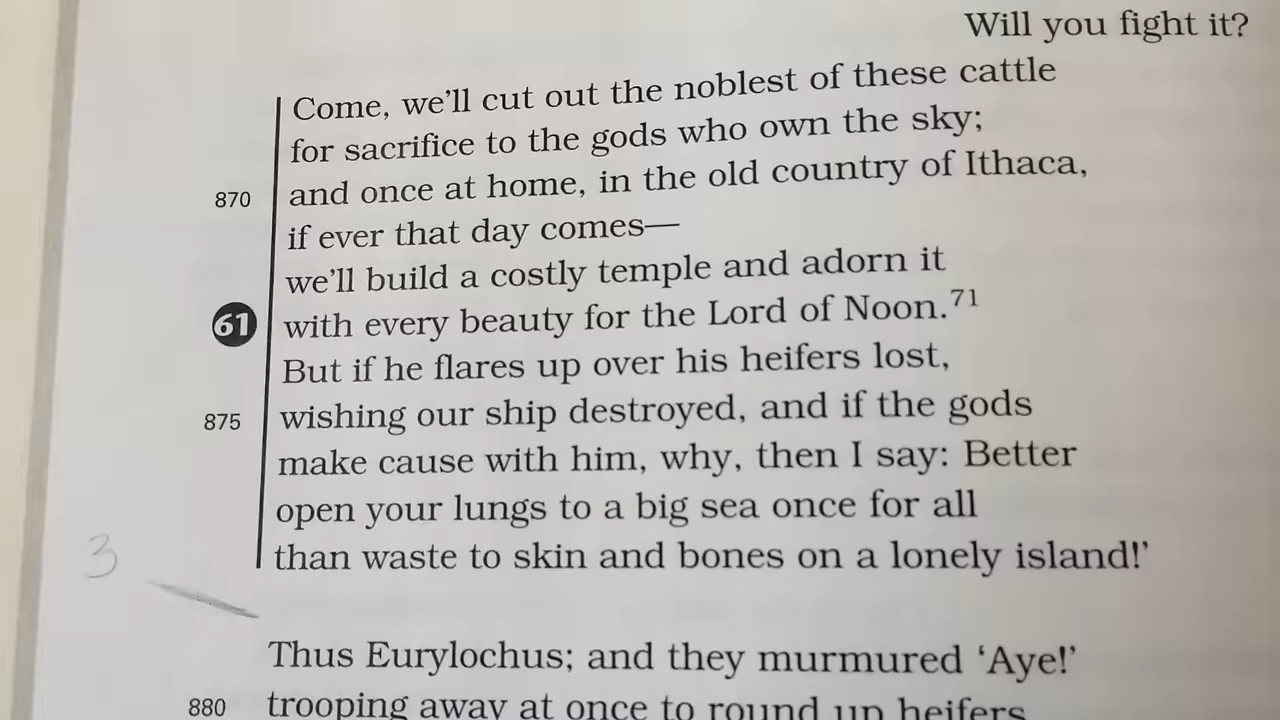 Will you fight it?
Come, we'll cut out the noblest of these cattle
for sacrifice to the gods who own the sky;
870 and once at home, in the old country of Ithaca,
if ever that day comes—
we'll build a costly temple and adorn it
61 with every beauty for the Lord of Noon.71
But if he flares up over his heifers lost,
875 wishing our ship destroyed, and if the gods
make cause with him, why, then I say: Better
open your lungs to a big sea once for all
than waste to skin and bones on a lonely island!'
3
Thus Eurylochus; and they murmured 'Aye!'
880 trooping away at once to round up heifers